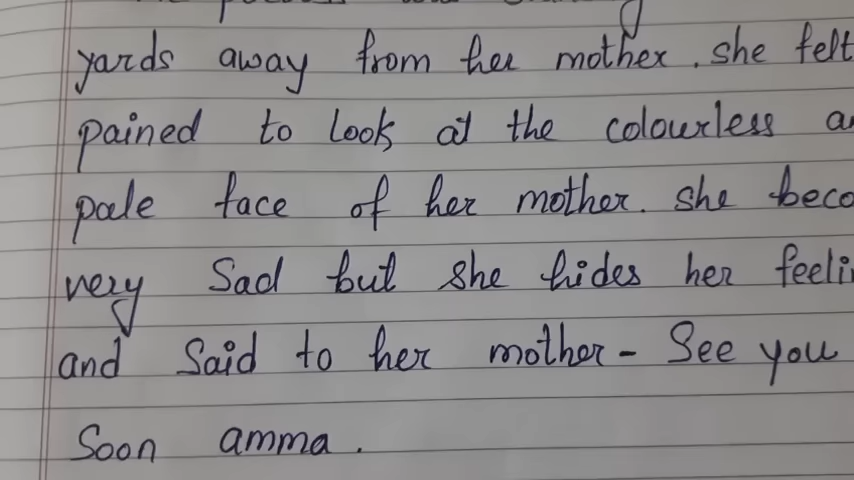 yards away from her mother. she felt
pained to look at the colourless
pale face of her mother. she
very Sad but she hides her
and Said to her mother - See you
Soon amma.